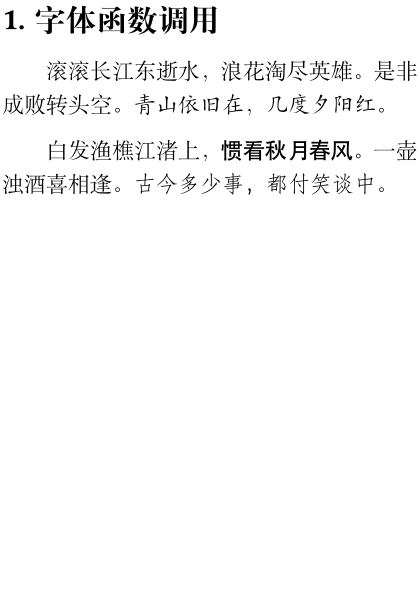 1. 字体函数调用
滚滚长江东逝水，浪花淘尽英雄。是非
成败转头空。青山依旧在，几度夕阳红。
白发渔樵江渚上，惯看秋月春风。一壶
浊酒喜相逢。古今多少事，都付笑谈中。